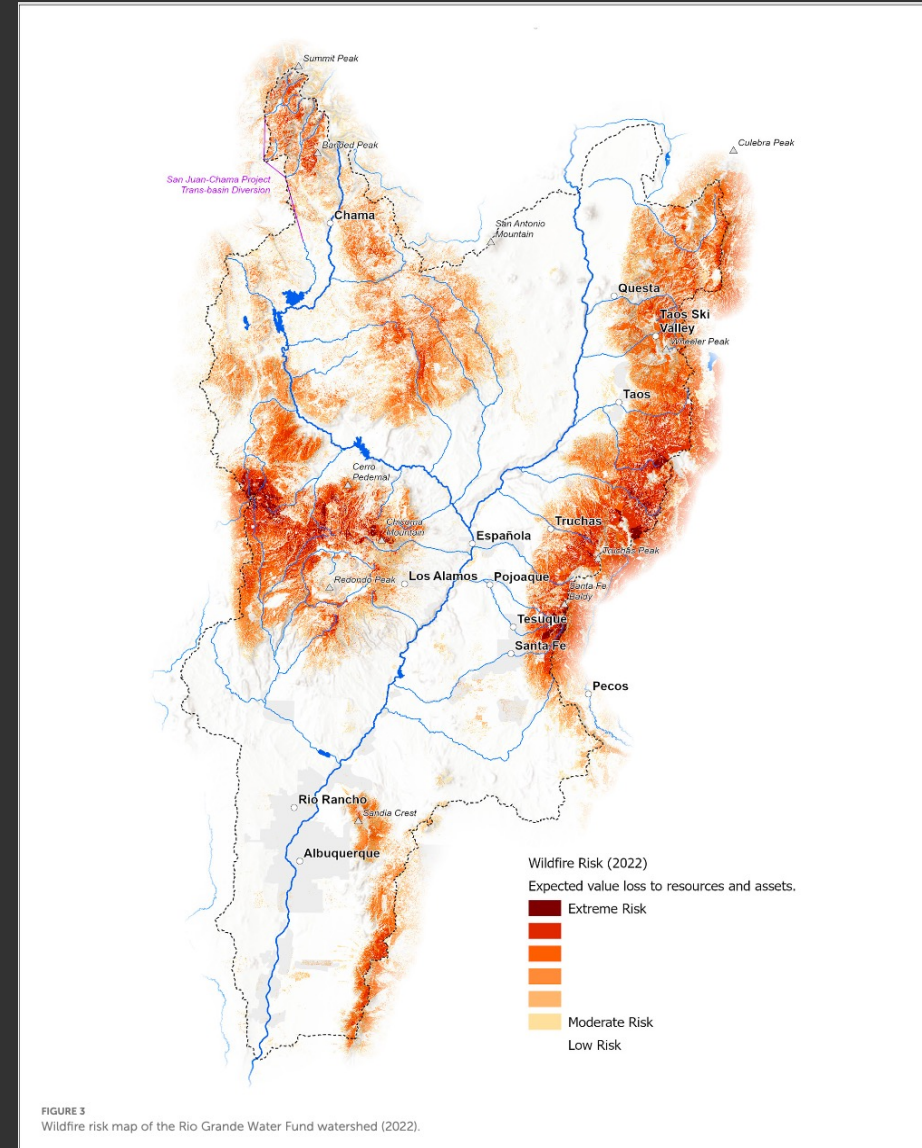 Summit Peak
Banded Peak
Culebra Peak
San Juan-Chama Project
Trans-basin Diversion
Chama
San Antonio
Mountain
Questa
Taos Ski
Valley
Wheeler Peak
Taos
Cerro
Pedernal
Chicoma
Mountain
Truchas
Española
Truchas Peak
Redondo Peak
Los Alamos
Pojoaque
Santa Fe
Baldy
Tesuque
Santa Fe
Pecos
Rio Rancho
Sandia Crest
Albuquerque
Wildfire Risk (2022)
Expected value loss to resources and assets.
Extreme Risk
Moderate Risk
Low Risk
FIGURE 3
Wildfire risk map of the Rio Grande Water Fund watershed (2022).